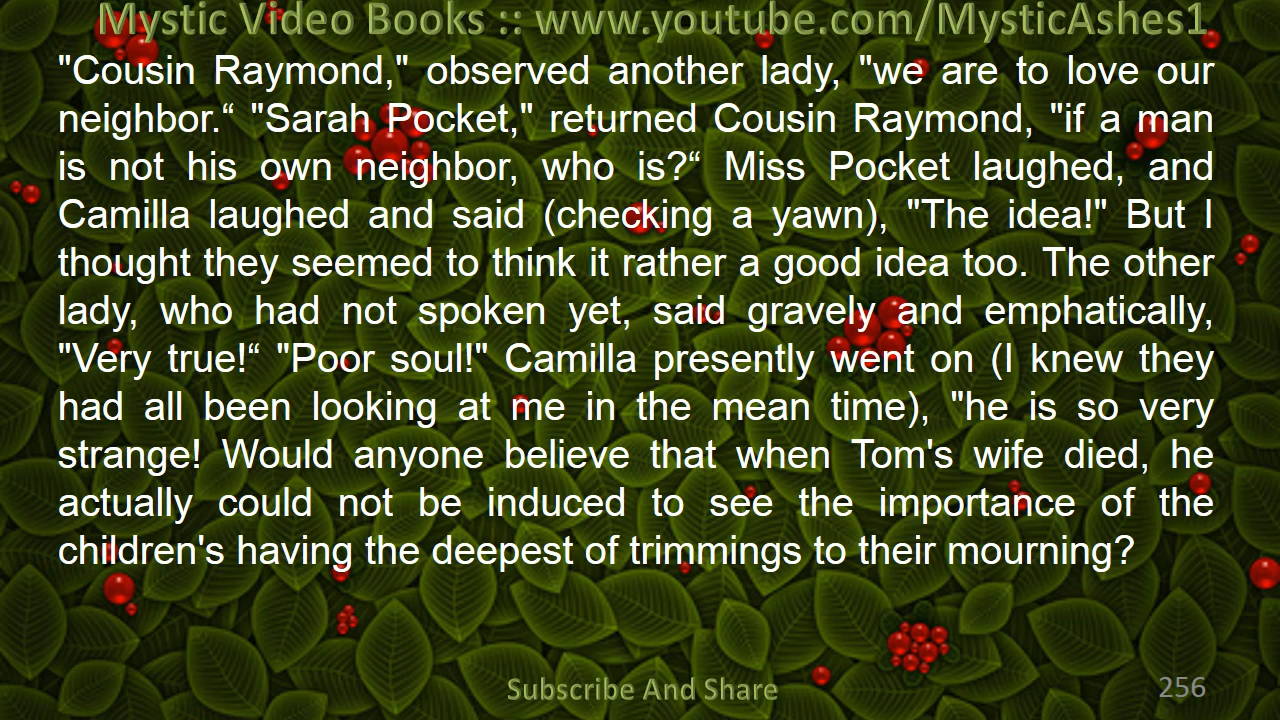 Mystic Video Books :: www.youtube.com/MysticAshes1
"Cousin Raymond," observed another lady, "we are to love our
neighbor.“ "Sarah Pocket," returned Cousin Raymond, "if a man
is not his own neighbor, who is?“ Miss Pocket laughed, and
Camilla laughed and said (checking a yawn), "The idea!" But I
thought they seemed to think it rather a good idea too. The other
lady, who had not spoken yet, said gravely and emphatically,
"Very true!“ "Poor soul!" Camilla presently went on (I knew they
had all been looking at me in the mean time), "he is so very
strange! Would anyone believe that when Tom's wife died, he
actually could not be induced to see the importance of the
children's having the deepest of trimmings to their mourning?
Subscribe And Share
256